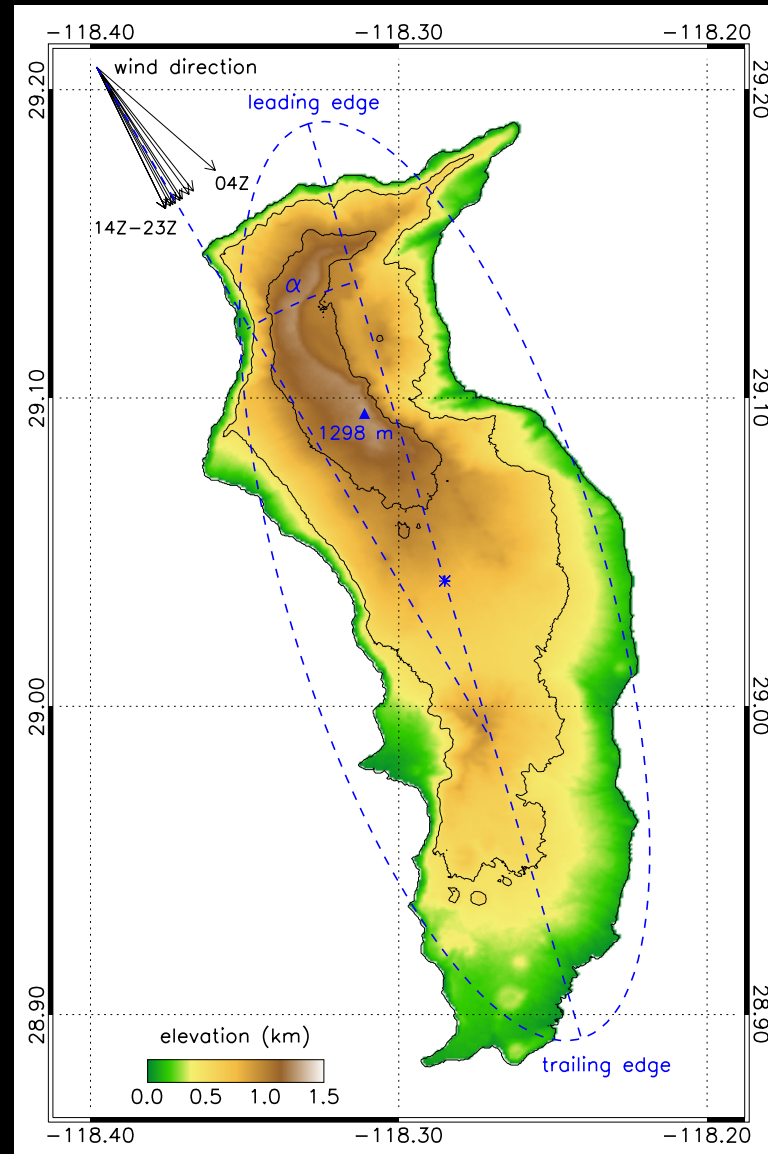 −118.40 −118.30 −118.20
wind direction
leading edge
29.20 29.20
04Z
14Z−23Z
α
29.10 29.10
1298 m
29.00 29.00
28.90 28.90
elevation (km)
0.0 0.5 1.0 1.5
trailing edge
−118.40 −118.30 −118.20